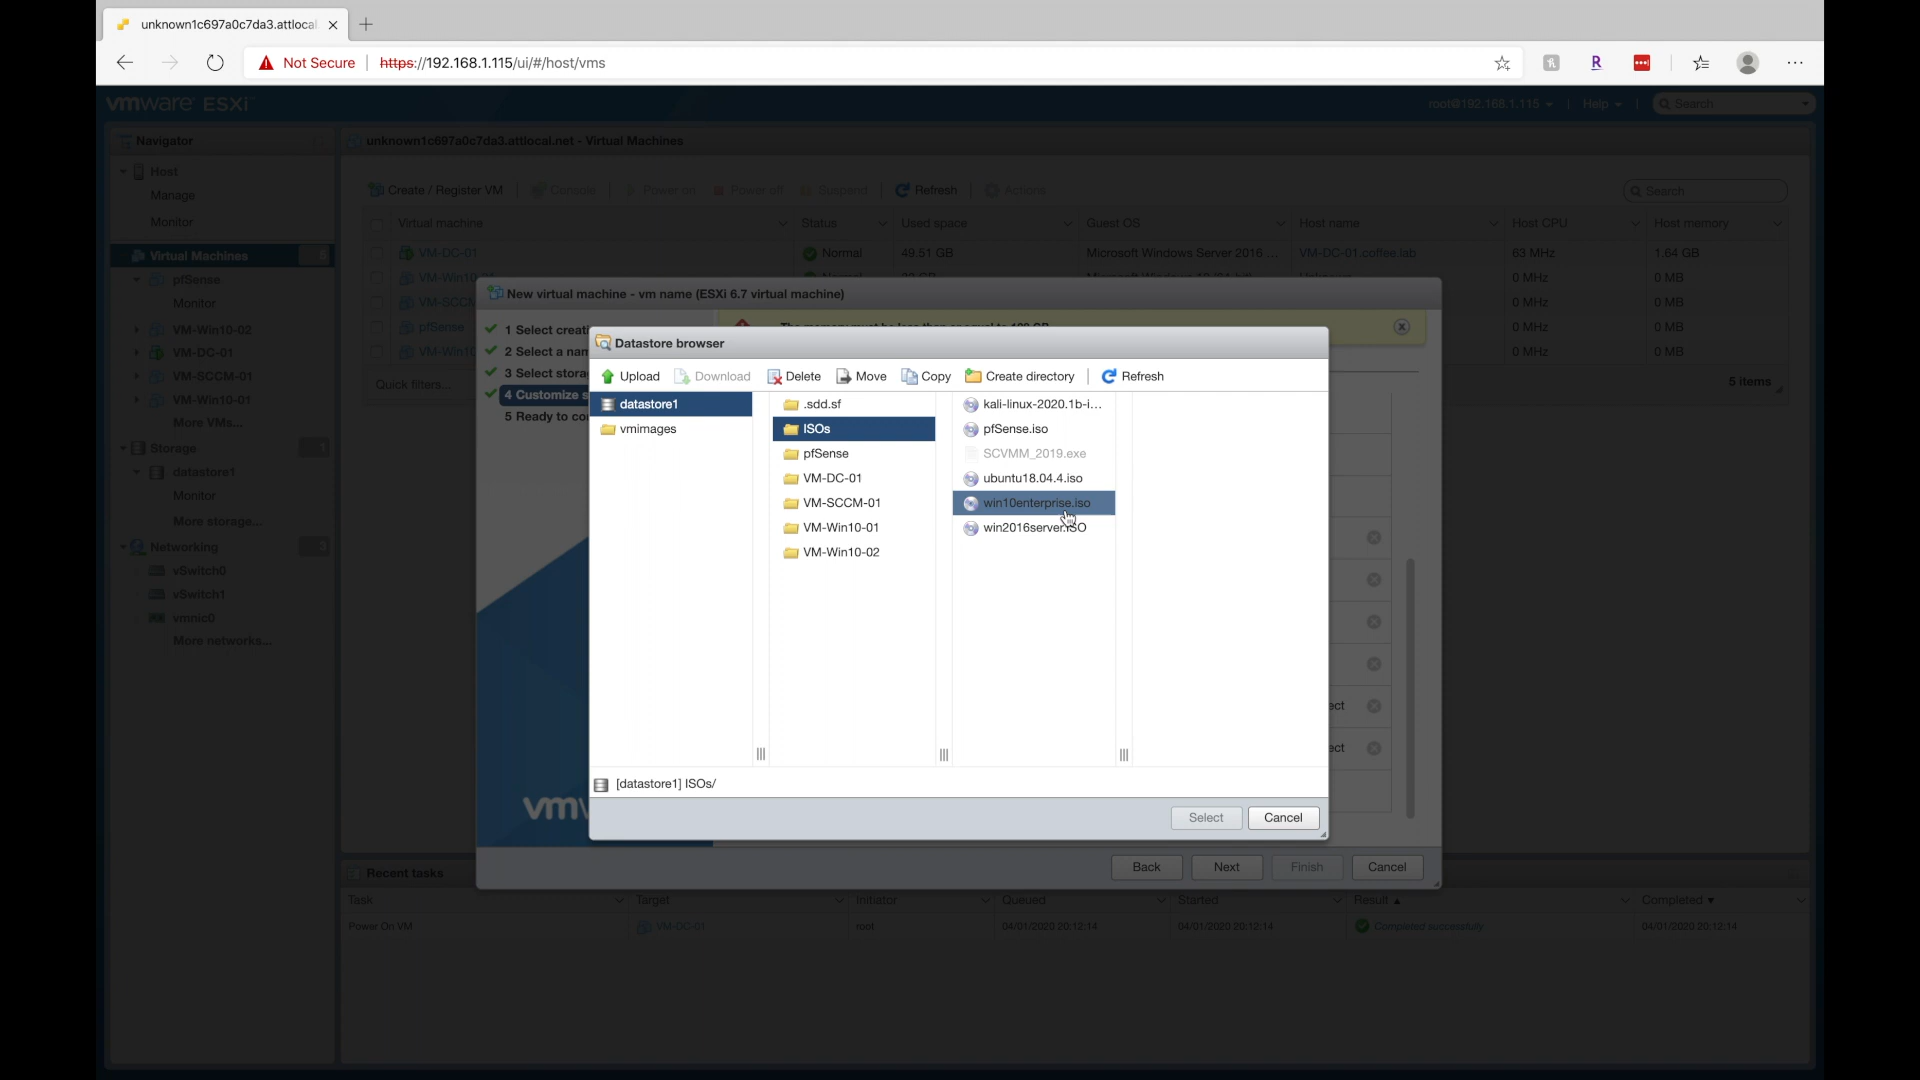 unknown1c697a0c7da3.attlocal
Not Secure https://192.168.1.115/ui/#/host/vms
vmware ESXi
root@192.168.1.115 Help Search
Navigator
unknown1c697a0c7da3.attlocal.net - Virtual Machines
Host
Manage
Monitor
Virtual Machines 5
pfSense
Monitor
VM-Win10-02
VM-DC-01
VM-SCCM-01
VM-Win10-01
More VMs...
Storage 1
datastore1
Monitor
More storage...
Networking 3
vSwitch0
vSwitch1
vmnic0
More networks...
Create / Register VM Console Power on Power off Suspend Refresh Actions Search
Virtual machine Status Used space Guest OS Host name Host CPU Host memory
VM-DC-01 Normal 49.51 GB Microsoft Windows Server 2016 ... VM-DC-01.coffee.lab 63 MHz 1.64 GB
0 MHz 0 MB
0 MHz 0 MB
pfSense 0 MHz 0 MB
0 MHz 0 MB
Quick filters...
5 items
New virtual machine - vm name (ESXi 6.7 virtual machine)
1 Select creati
2 Select a nam
3 Select stora
4 Customize s
5 Ready to co
Datastore browser
Upload Download Delete Move Copy Create directory Refresh
datastore1
vmimages
.sdd.sf
ISOs
pfSense
VM-DC-01
VM-SCCM-01
VM-Win10-01
VM-Win10-02
kali-linux-2020.1b-i...
pfSense.iso
SCVMM_2019.exe
ubuntu18.04.4.iso
win10enterprise.iso
win2016server.ISO
ect
ect
[datastore1] ISOs/
Select Cancel
vmw
Back Next Finish Cancel
Recent tasks
Task Target Initiator Queued Started Result Completed
Power On VM VM-DC-01 root 04/01/2020 20:12:14 04/01/2020 20:12:14 Completed successfully 04/01/2020 20:12:14